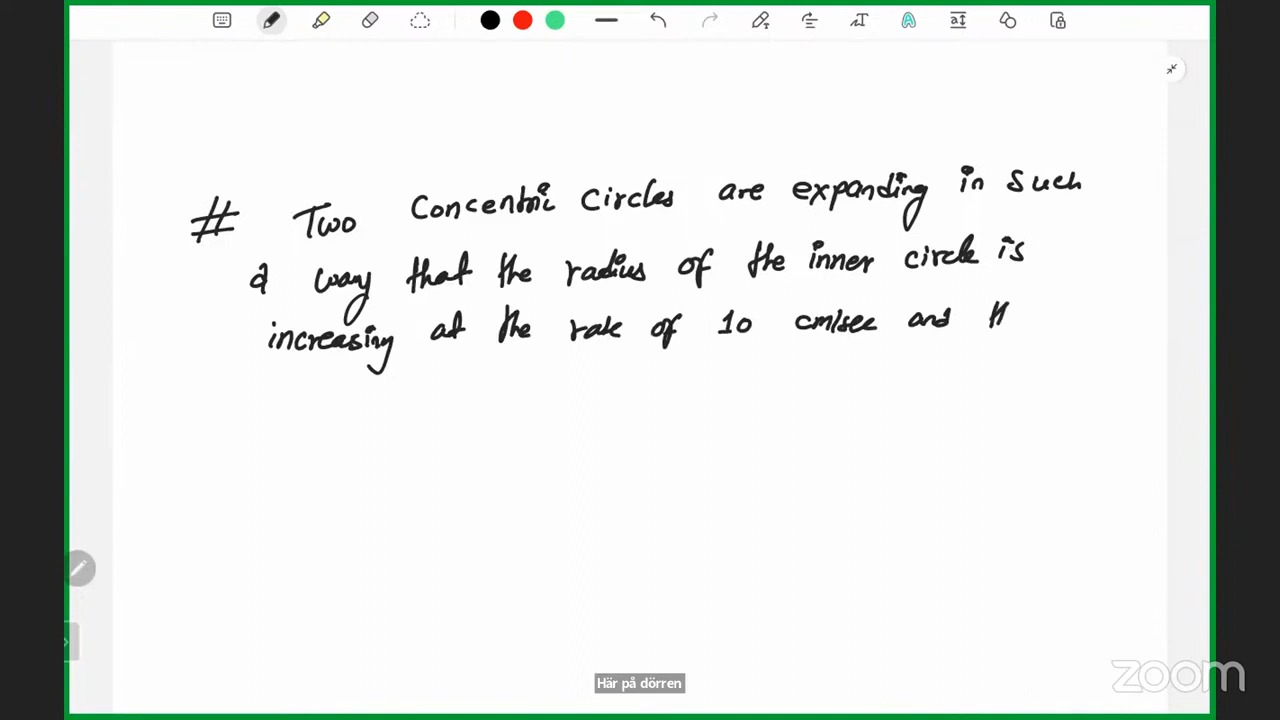 # Two Concentric Circles are expanding in such
a way that the radius of the inner circle is
increasing at the rate of 10 cm/sec and
Här på dörren
zoom